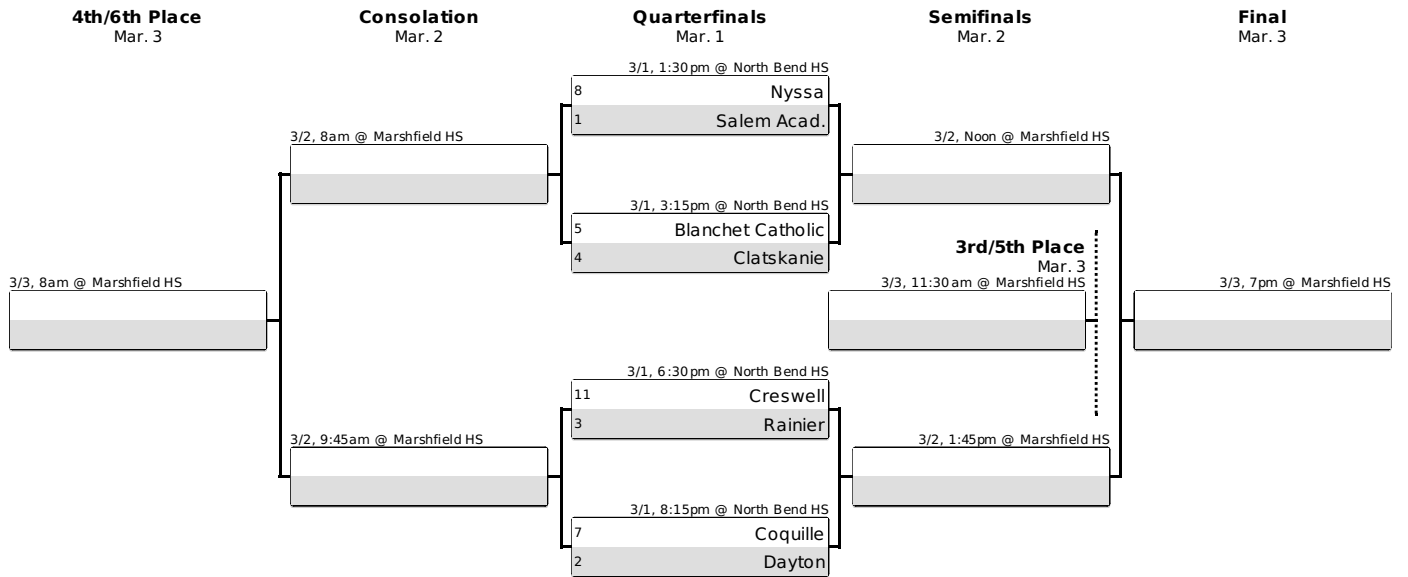 4th/6th Place
Mar. 3
Consolation
Mar. 2
Quarterfinals
Mar. 1
Semifinals
Mar. 2
Final
Mar. 3
3/1, 1:30pm @ North Bend HS
8 Nyssa
1 Salem Acad.
3/2, 8am @ Marshfield HS
3/2, Noon @ Marshfield HS
3/1, 3:15pm @ North Bend HS
5 Blanchet Catholic
4 Clatskanie
3rd/5th Place
Mar. 3
3/3, 8am @ Marshfield HS
3/3, 11:30am @ Marshfield HS
3/3, 7pm @ Marshfield HS
3/1, 6:30pm @ North Bend HS
11 Creswell
3 Rainier
3/2, 9:45am @ Marshfield HS
3/2, 1:45pm @ Marshfield HS
3/1, 8:15pm @ North Bend HS
7 Coquille
2 Dayton